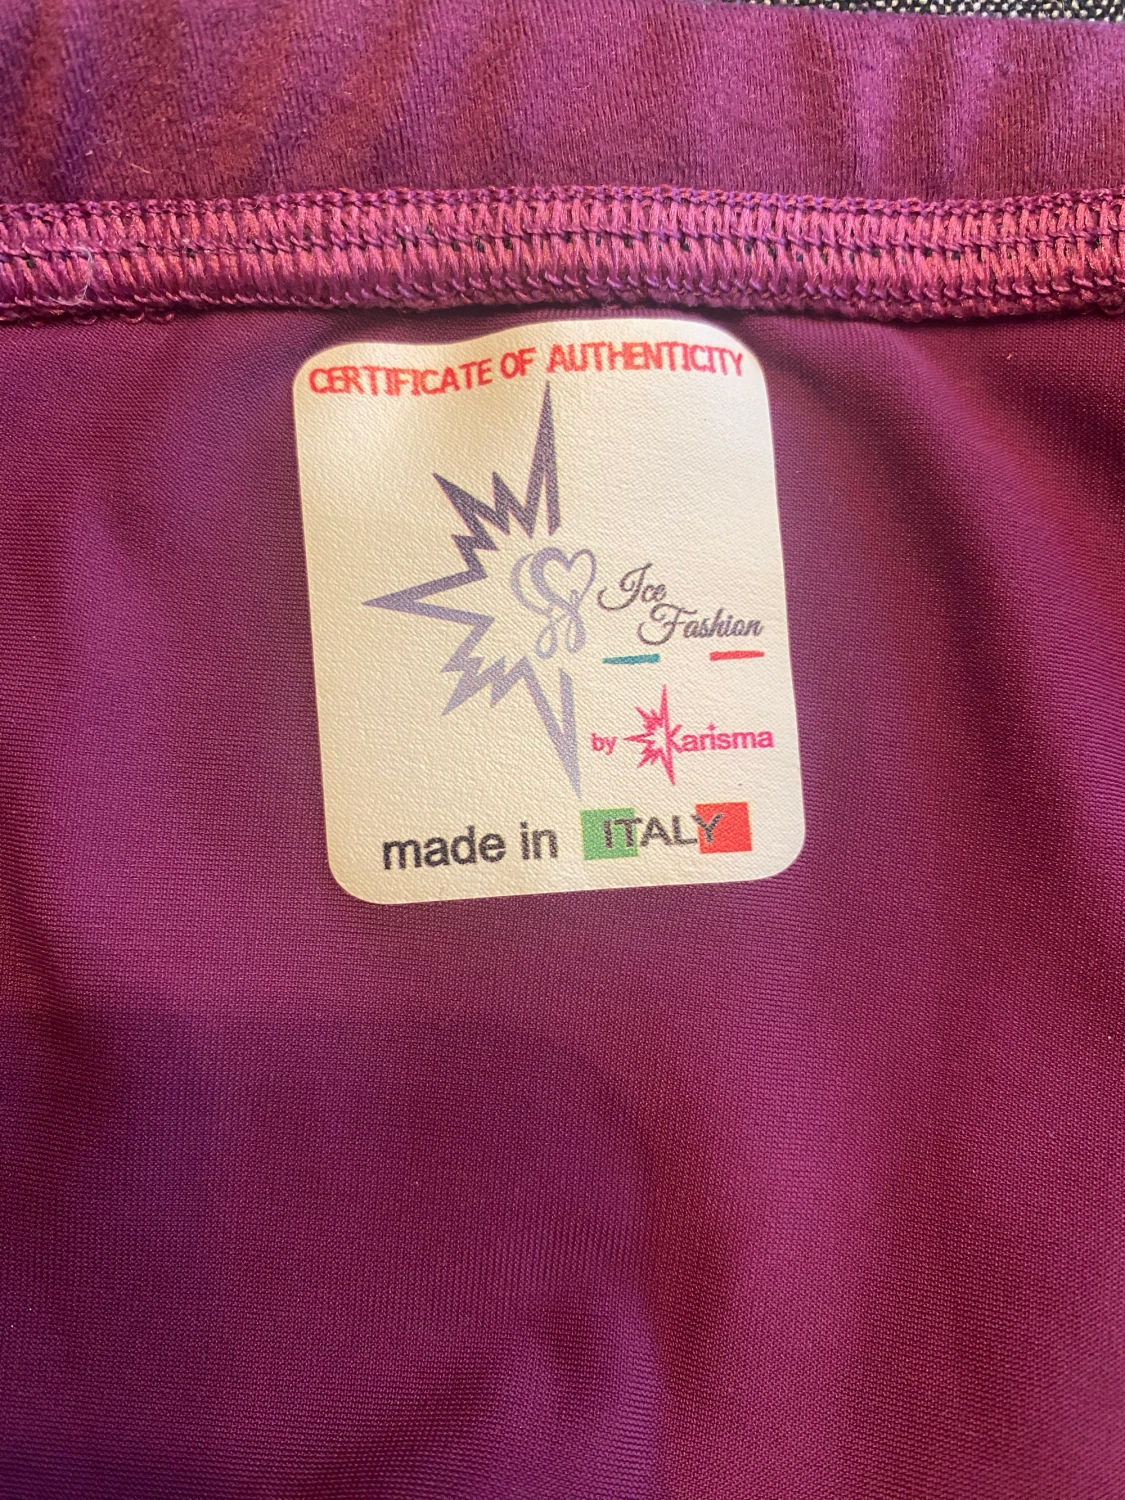 CERTIFICATE OF AUTHENTICITY
Ice
Fashion
by Karisma
made in ITALY